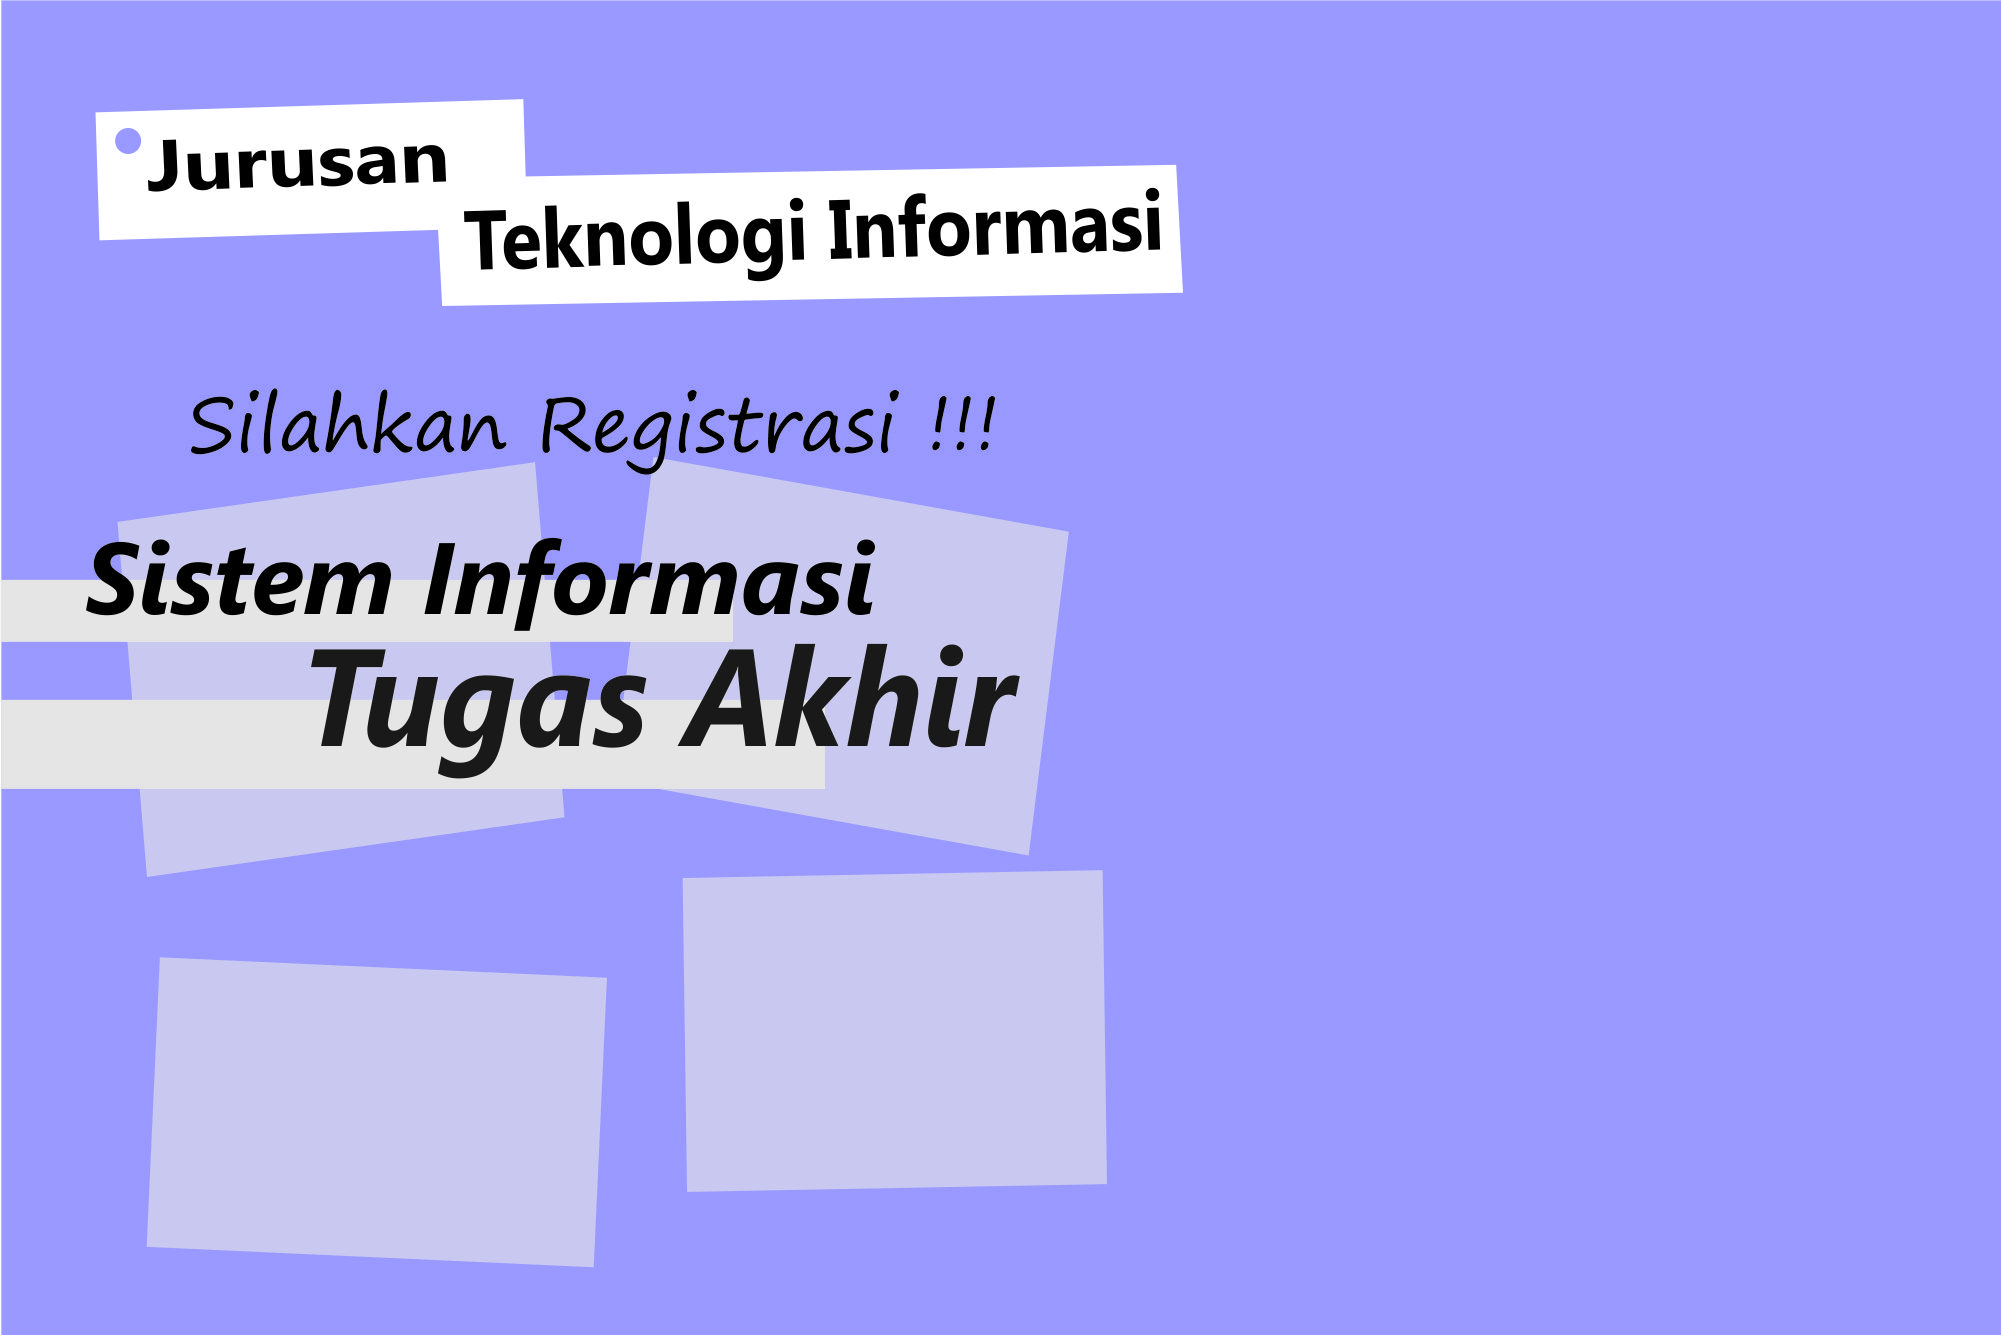 Jurusan
Teknologi Informasi
Silahkan Registrasi !!!
Sistem Informasi
Tugas Akhir